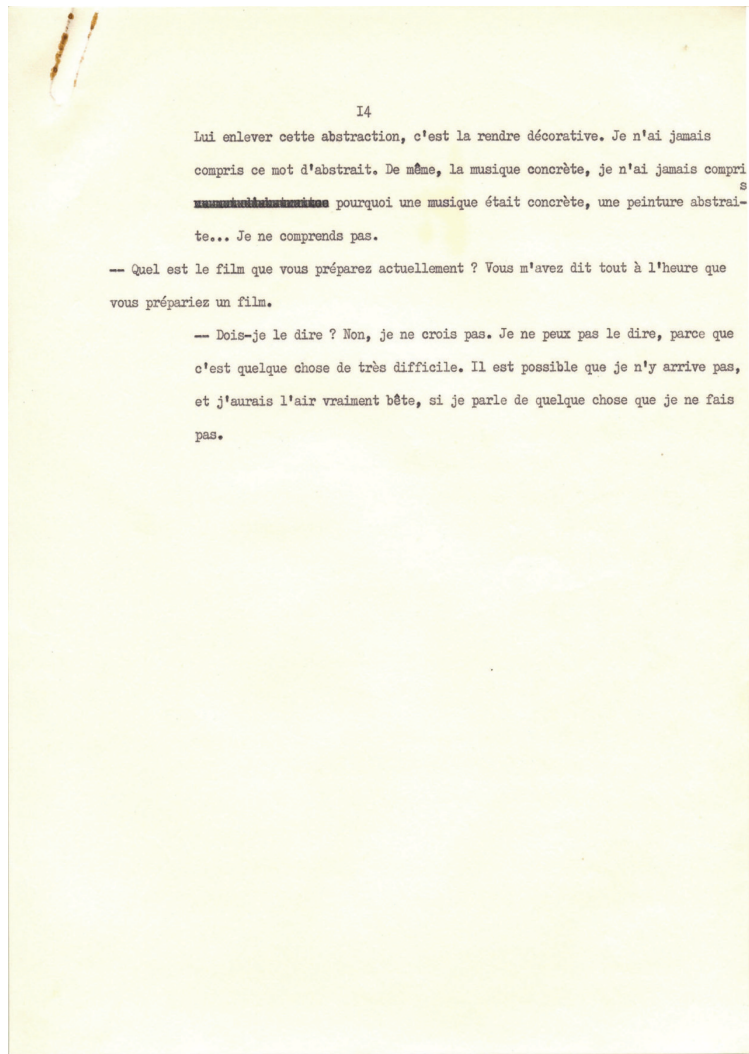 I4
Lui enlever cette abstraction, c'est la rendre décorative. Je n'ai jamais
compris ce mot d'abstrait. De même, la musique concrète, je n'ai jamais compri
s
pourquoi une musique était concrète, une peinture abstrai-
te... Je ne comprends pas.
-- Quel est le film que vous préparez actuellement ? Vous m'avez dit tout à l'heure que
vous prépariez un film.
-- Dois-je le dire ? Non, je ne crois pas. Je ne peux pas le dire, parce que
c'est quelque chose de très difficile. Il est possible que je n'y arrive pas,
et j'aurais l'air vraiment bête, si je parle de quelque chose que je ne fais
pas.